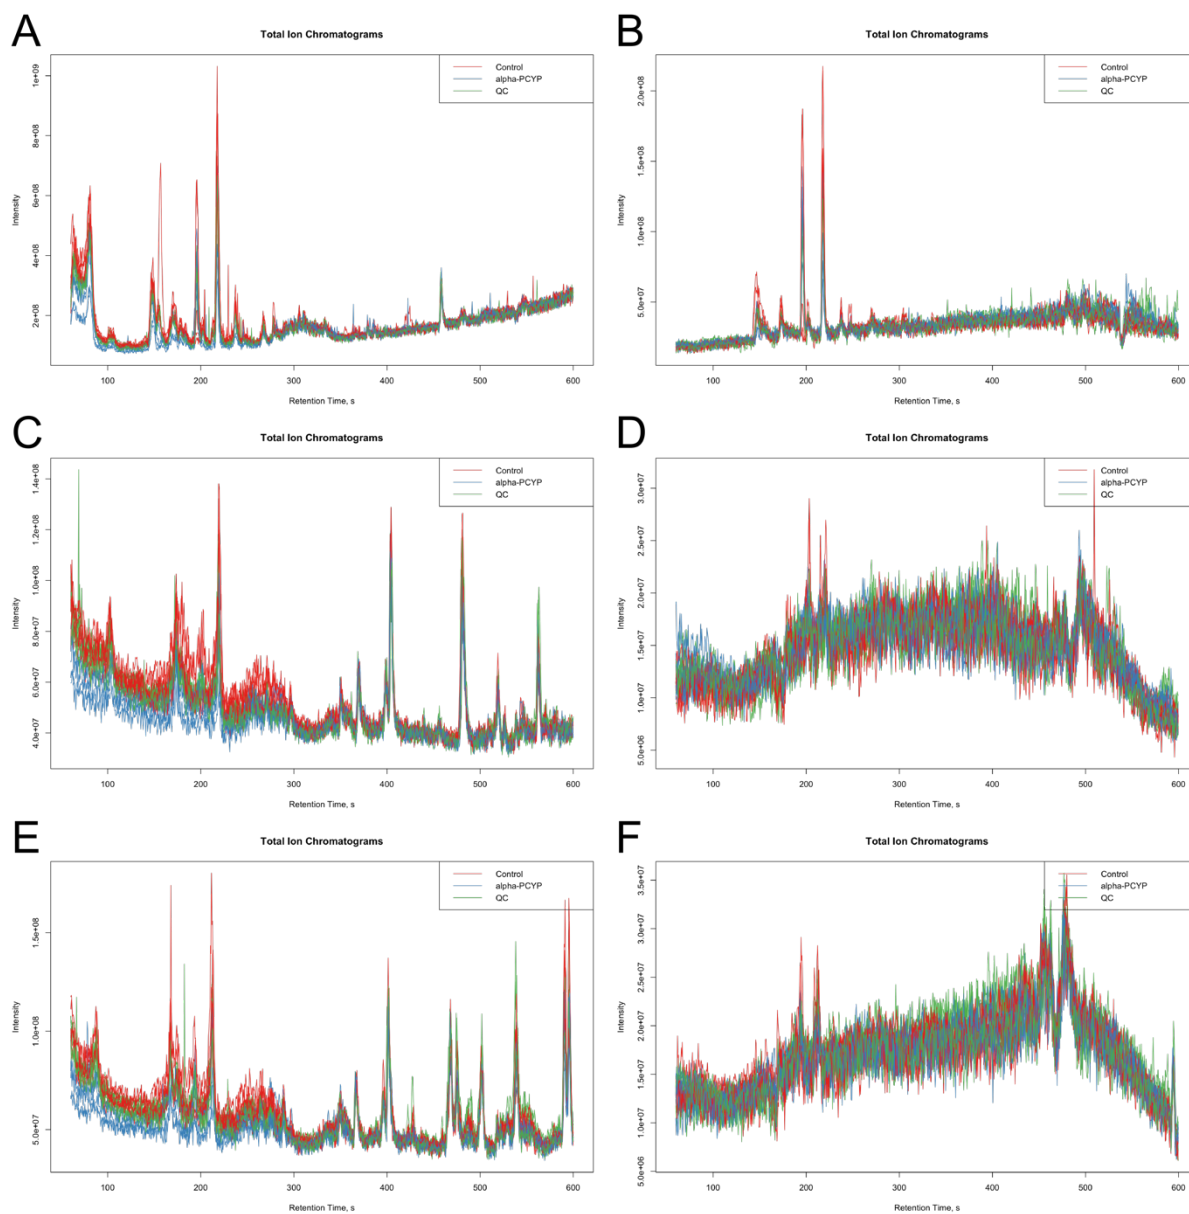 A
Total Ion Chromatograms
Control
alpha-PCYP
QC
Intensity
2e+08
4e+08
6e+08
8e+08
1e+09
100
200
300
400
500
600
Retention Time, s
B
Total Ion Chromatograms
Control
alpha-PCYP
QC
Intensity
5.0e+07
1.0e+08
1.5e+08
2.0e+08
100
200
300
400
500
600
Retention Time, s
C
Total Ion Chromatograms
Control
alpha-PCYP
QC
Intensity
4.0e+07
6.0e+07
8.0e+07
1.0e+08
1.2e+08
1.4e+08
100
200
300
400
500
600
Retention Time, s
D
Total Ion Chromatograms
Control
alpha-PCYP
QC
Intensity
5.0e+06
1.0e+07
1.5e+07
2.0e+07
2.5e+07
3.0e+07
100
200
300
400
500
600
Retention Time, s
E
Total Ion Chromatograms
Control
alpha-PCYP
QC
Intensity
5.0e+07
1.0e+08
1.5e+08
100
200
300
400
500
600
Retention Time, s
F
Total Ion Chromatograms
Control
alpha-PCYP
QC
Intensity
5.0e+06
1.0e+07
1.5e+07
2.0e+07
2.5e+07
3.0e+07
3.5e+07
100
200
300
400
500
600
Retention Time, s